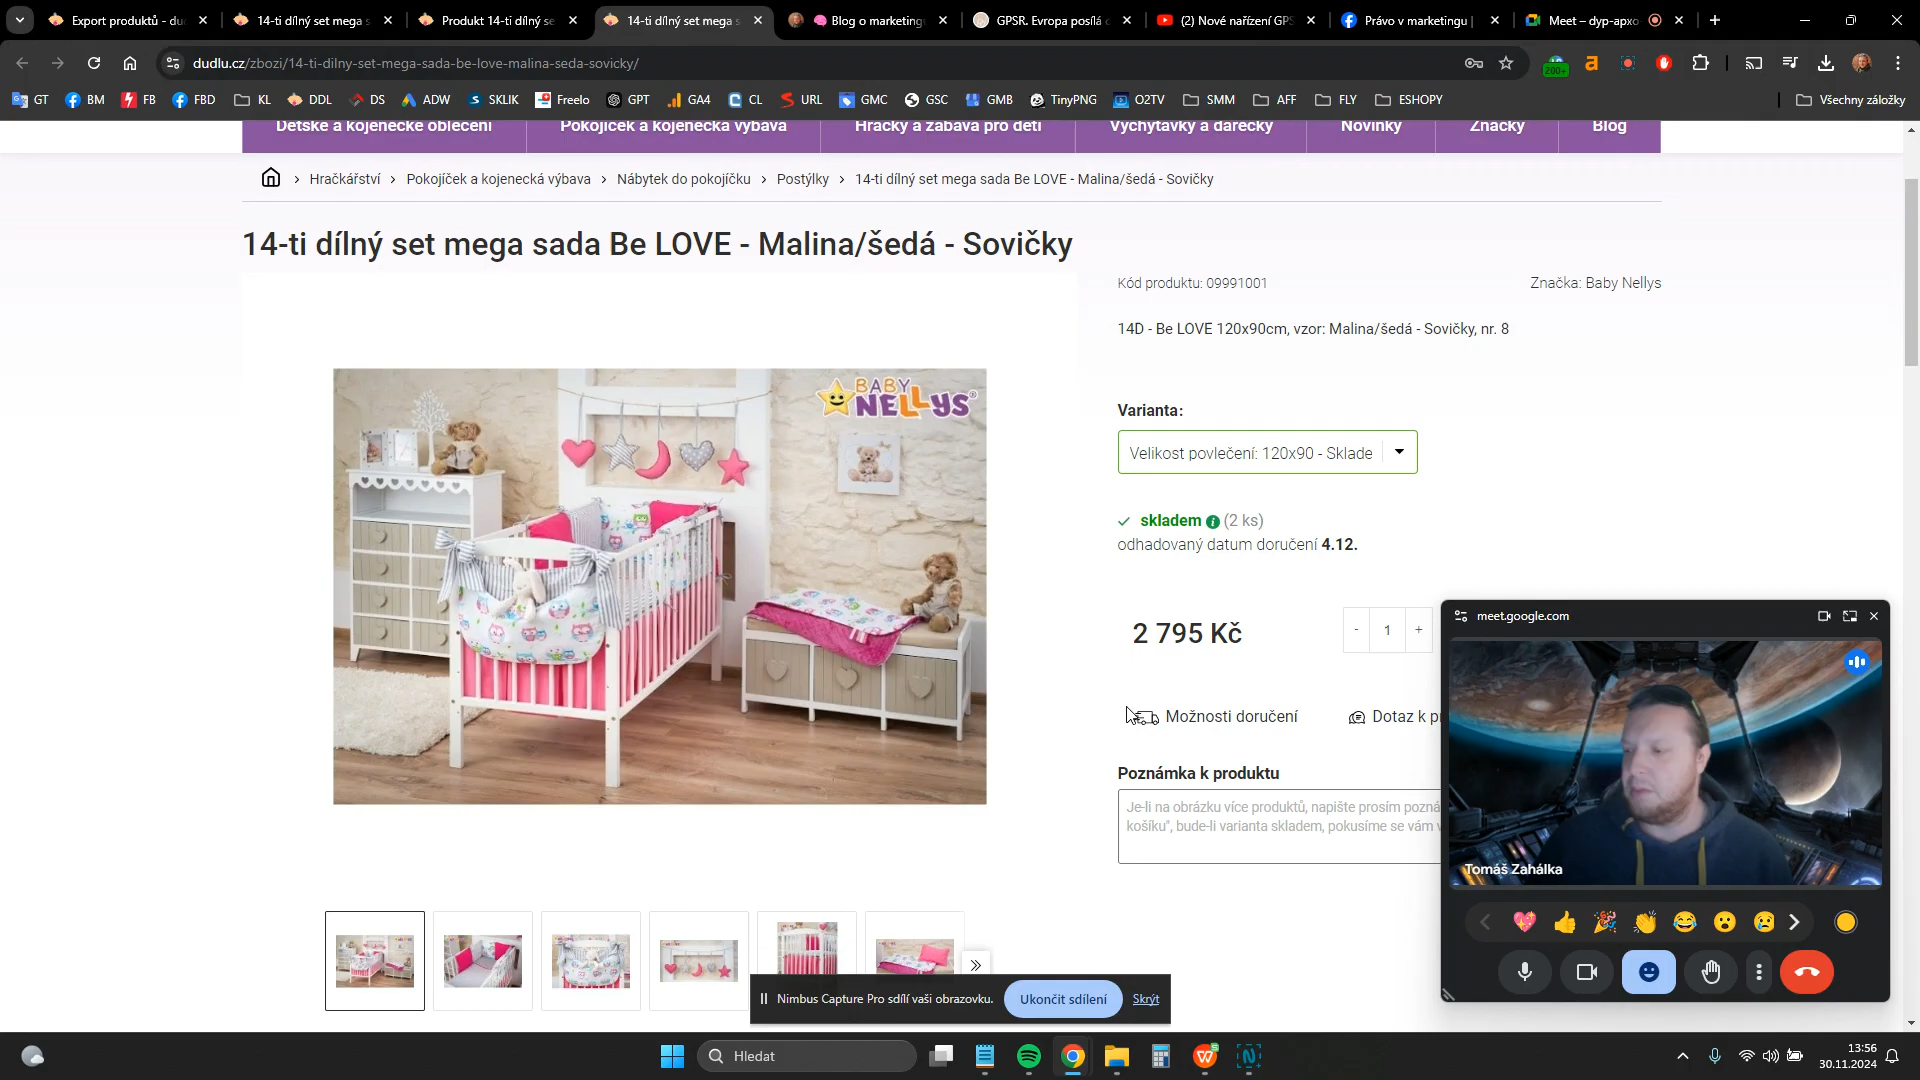 Export produktů - du
14-ti dílný set mega s
Produkt 14-ti dílný se
14-ti dílný set mega s
Blog o marketingu
GPSR. Evropa posílá
(2) Nové nařízení GPS
Právo v marketingu |
Meet – dyp-apxo
dudlu.cz/zbozi/14-ti-dilny-set-mega-sada-be-love-malina-seda-sovicky/
200+
GT BM FB FBD KL DDL DS ADW SKLIK Freelo GPT GA4 CL URL GMC GSC GMB TinyPNG O2TV SMM AFF FLY ESHOPY Všechny záložky
Dětské a kojenecké oblečení
Pokojíček a kojenecká výbava
Hračky a zábava pro děti
Vychytávky a dárečky
Novinky
Značky
Blog
Hračkářství › Pokojíček a kojenecká výbava › Nábytek do pokojíčku › Postýlky › 14-ti dílný set mega sada Be LOVE - Malina/šedá - Sovičky
14-ti dílný set mega sada Be LOVE - Malina/šedá - Sovičky
Kód produktu: 09991001
Značka: Baby Nellys
14D - Be LOVE 120x90cm, vzor: Malina/šedá - Sovičky, nr. 8
BABY
NELLYS®
Varianta:
Velikost povlečení: 120x90 - Sklade
skladem (2 ks)
odhadovaný datum doručení 4.12.
2 795 Kč
- 1 +
Možnosti doručení
Dotaz k p
Poznámka k produktu
Je-li na obrázku více produktů, napište prosím pozná
košíku", bude-li varianta skladem, pokusíme se vám v
meet.google.com
Tomáš Zahálka
Nimbus Capture Pro sdílí vaši obrazovku.
Ukončit sdílení
Skrýt
Hledat
13:56
30.11.2024